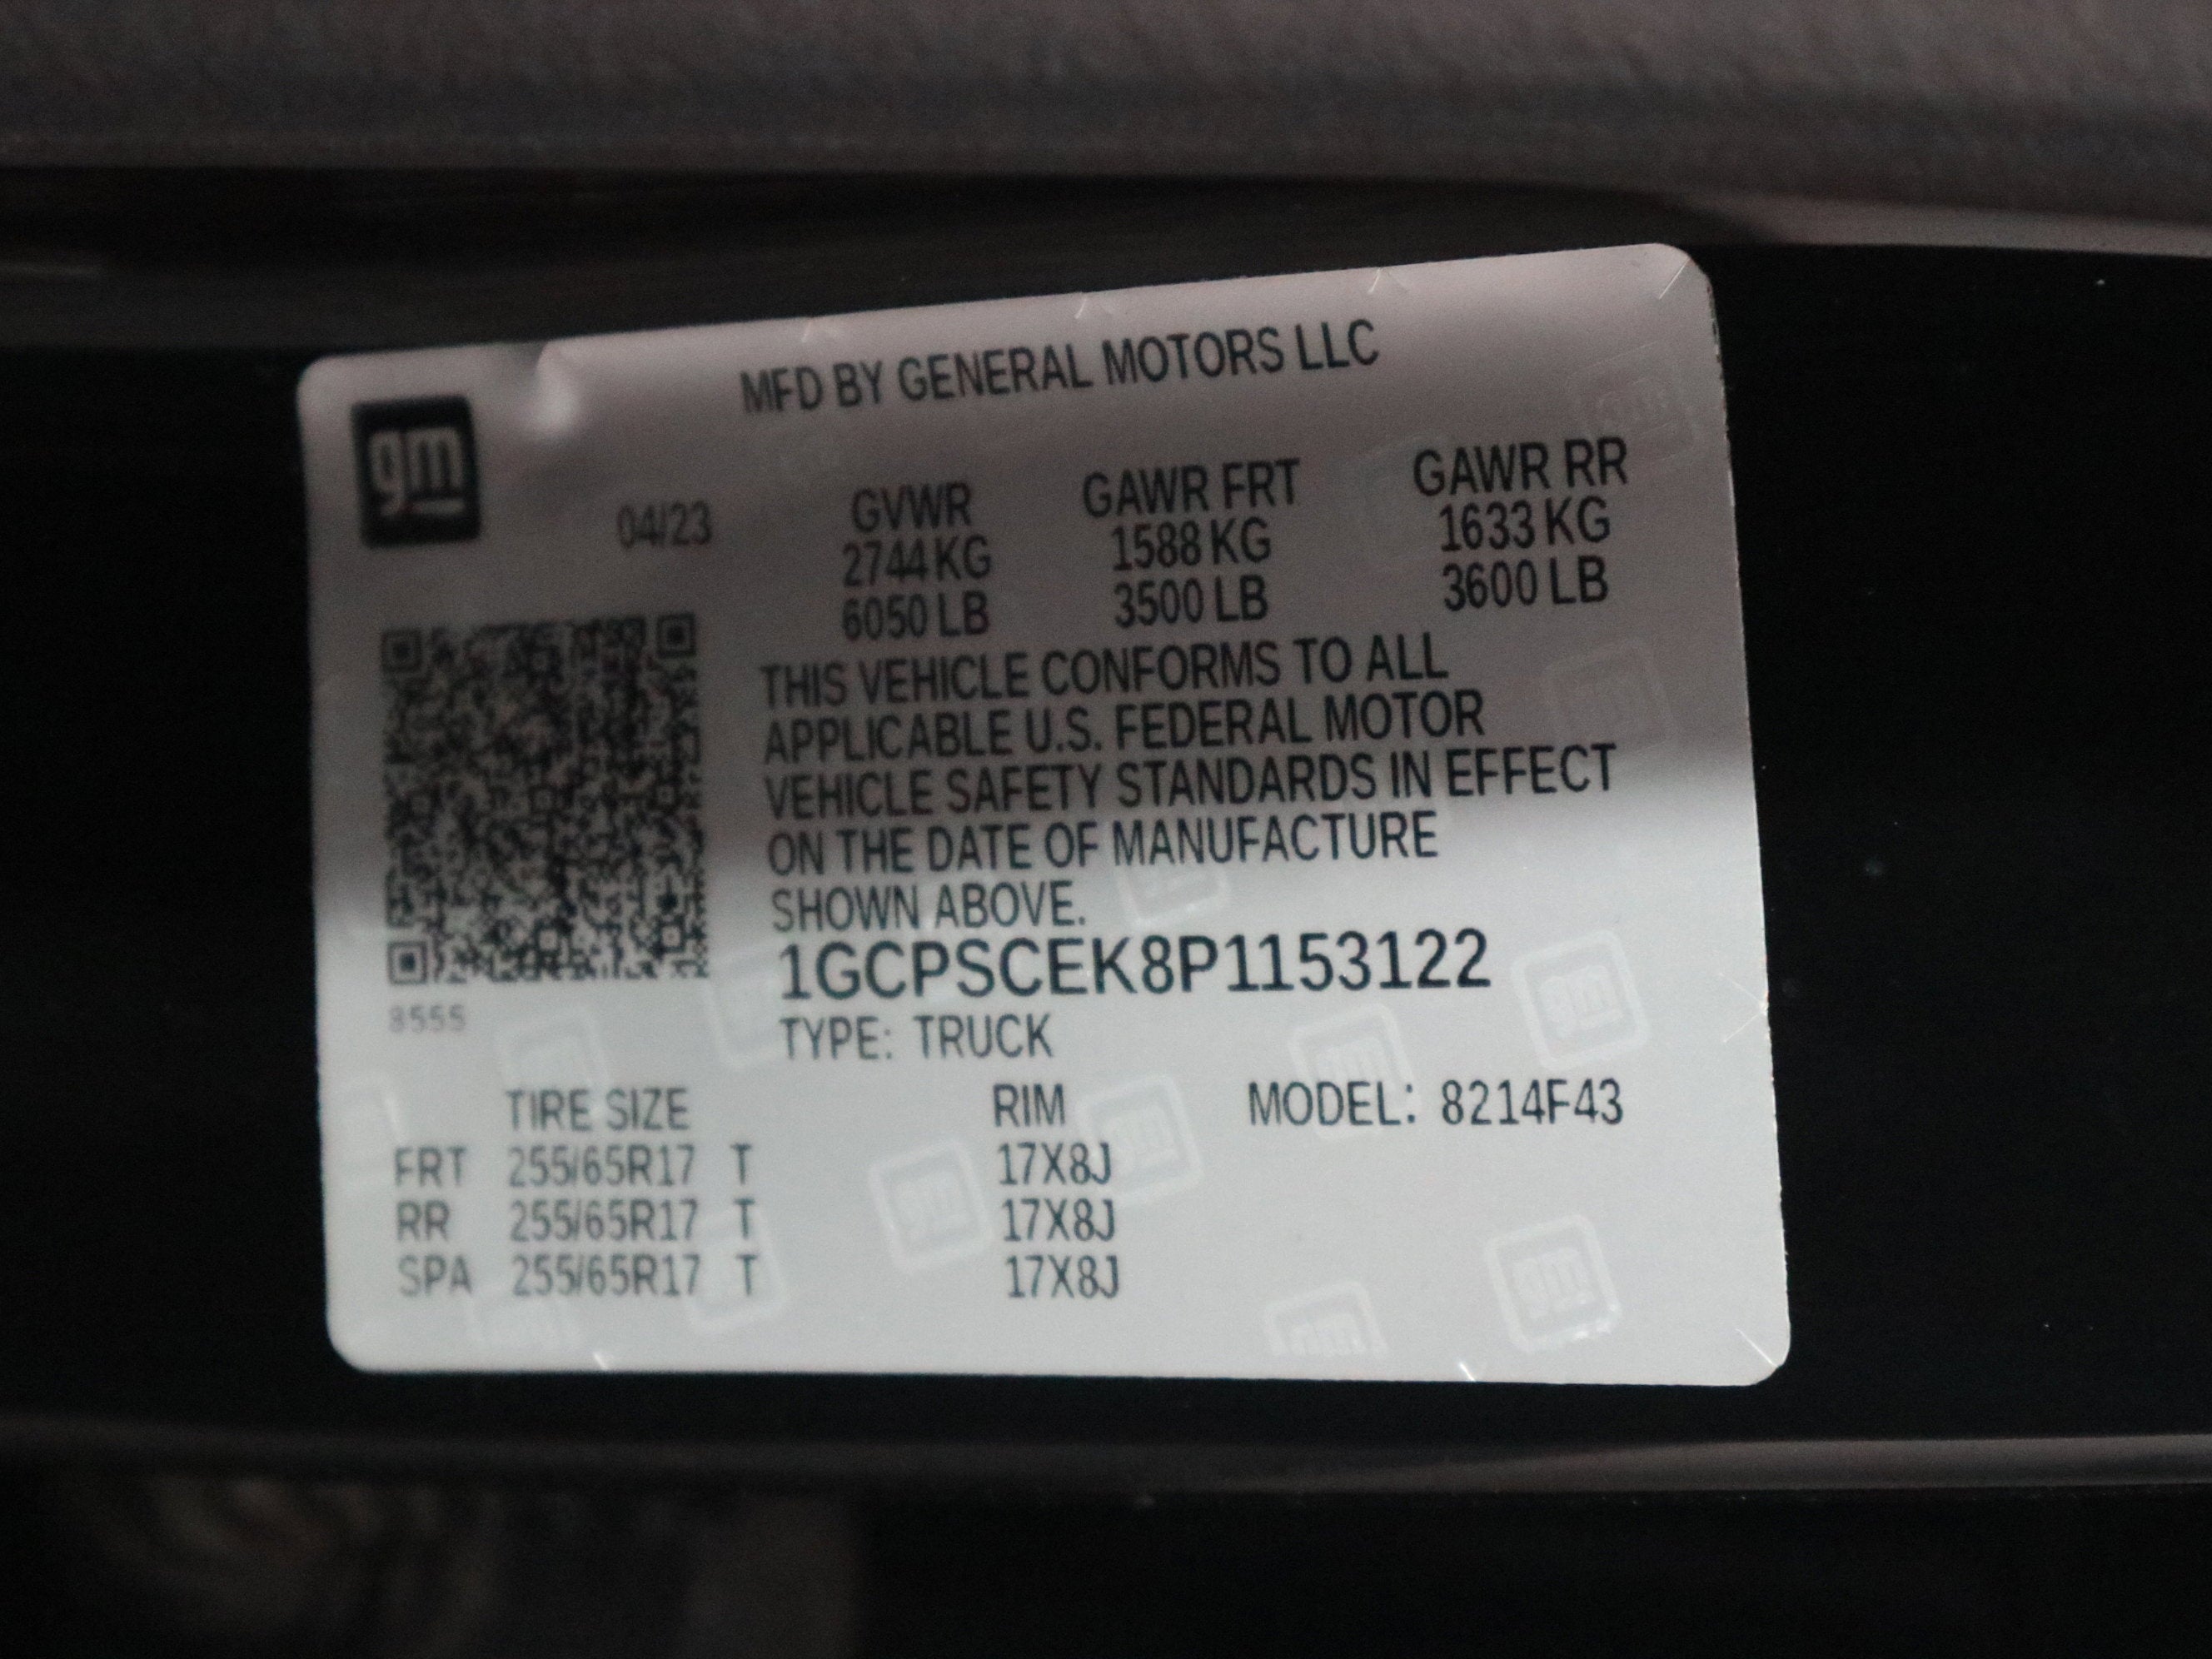 MFD BY GENERAL MOTORS LLC
gm
04/23 GVWR GAWR FRT GAWR RR
2744 KG 1588 KG 1633 KG
6050 LB 3500 LB 3600 LB
THIS VEHICLE CONFORMS TO ALL
APPLICABLE U.S. FEDERAL MOTOR
VEHICLE SAFETY STANDARDS IN EFFECT
ON THE DATE OF MANUFACTURE
SHOWN ABOVE.
1GCPSCEK8P1153122
8555
TYPE: TRUCK
TIRE SIZE RIM MODEL: 8214F43
FRT 255/65R17 T 17X8J
RR 255/65R17 T 17X8J
SPA 255/65R17 T 17X8J